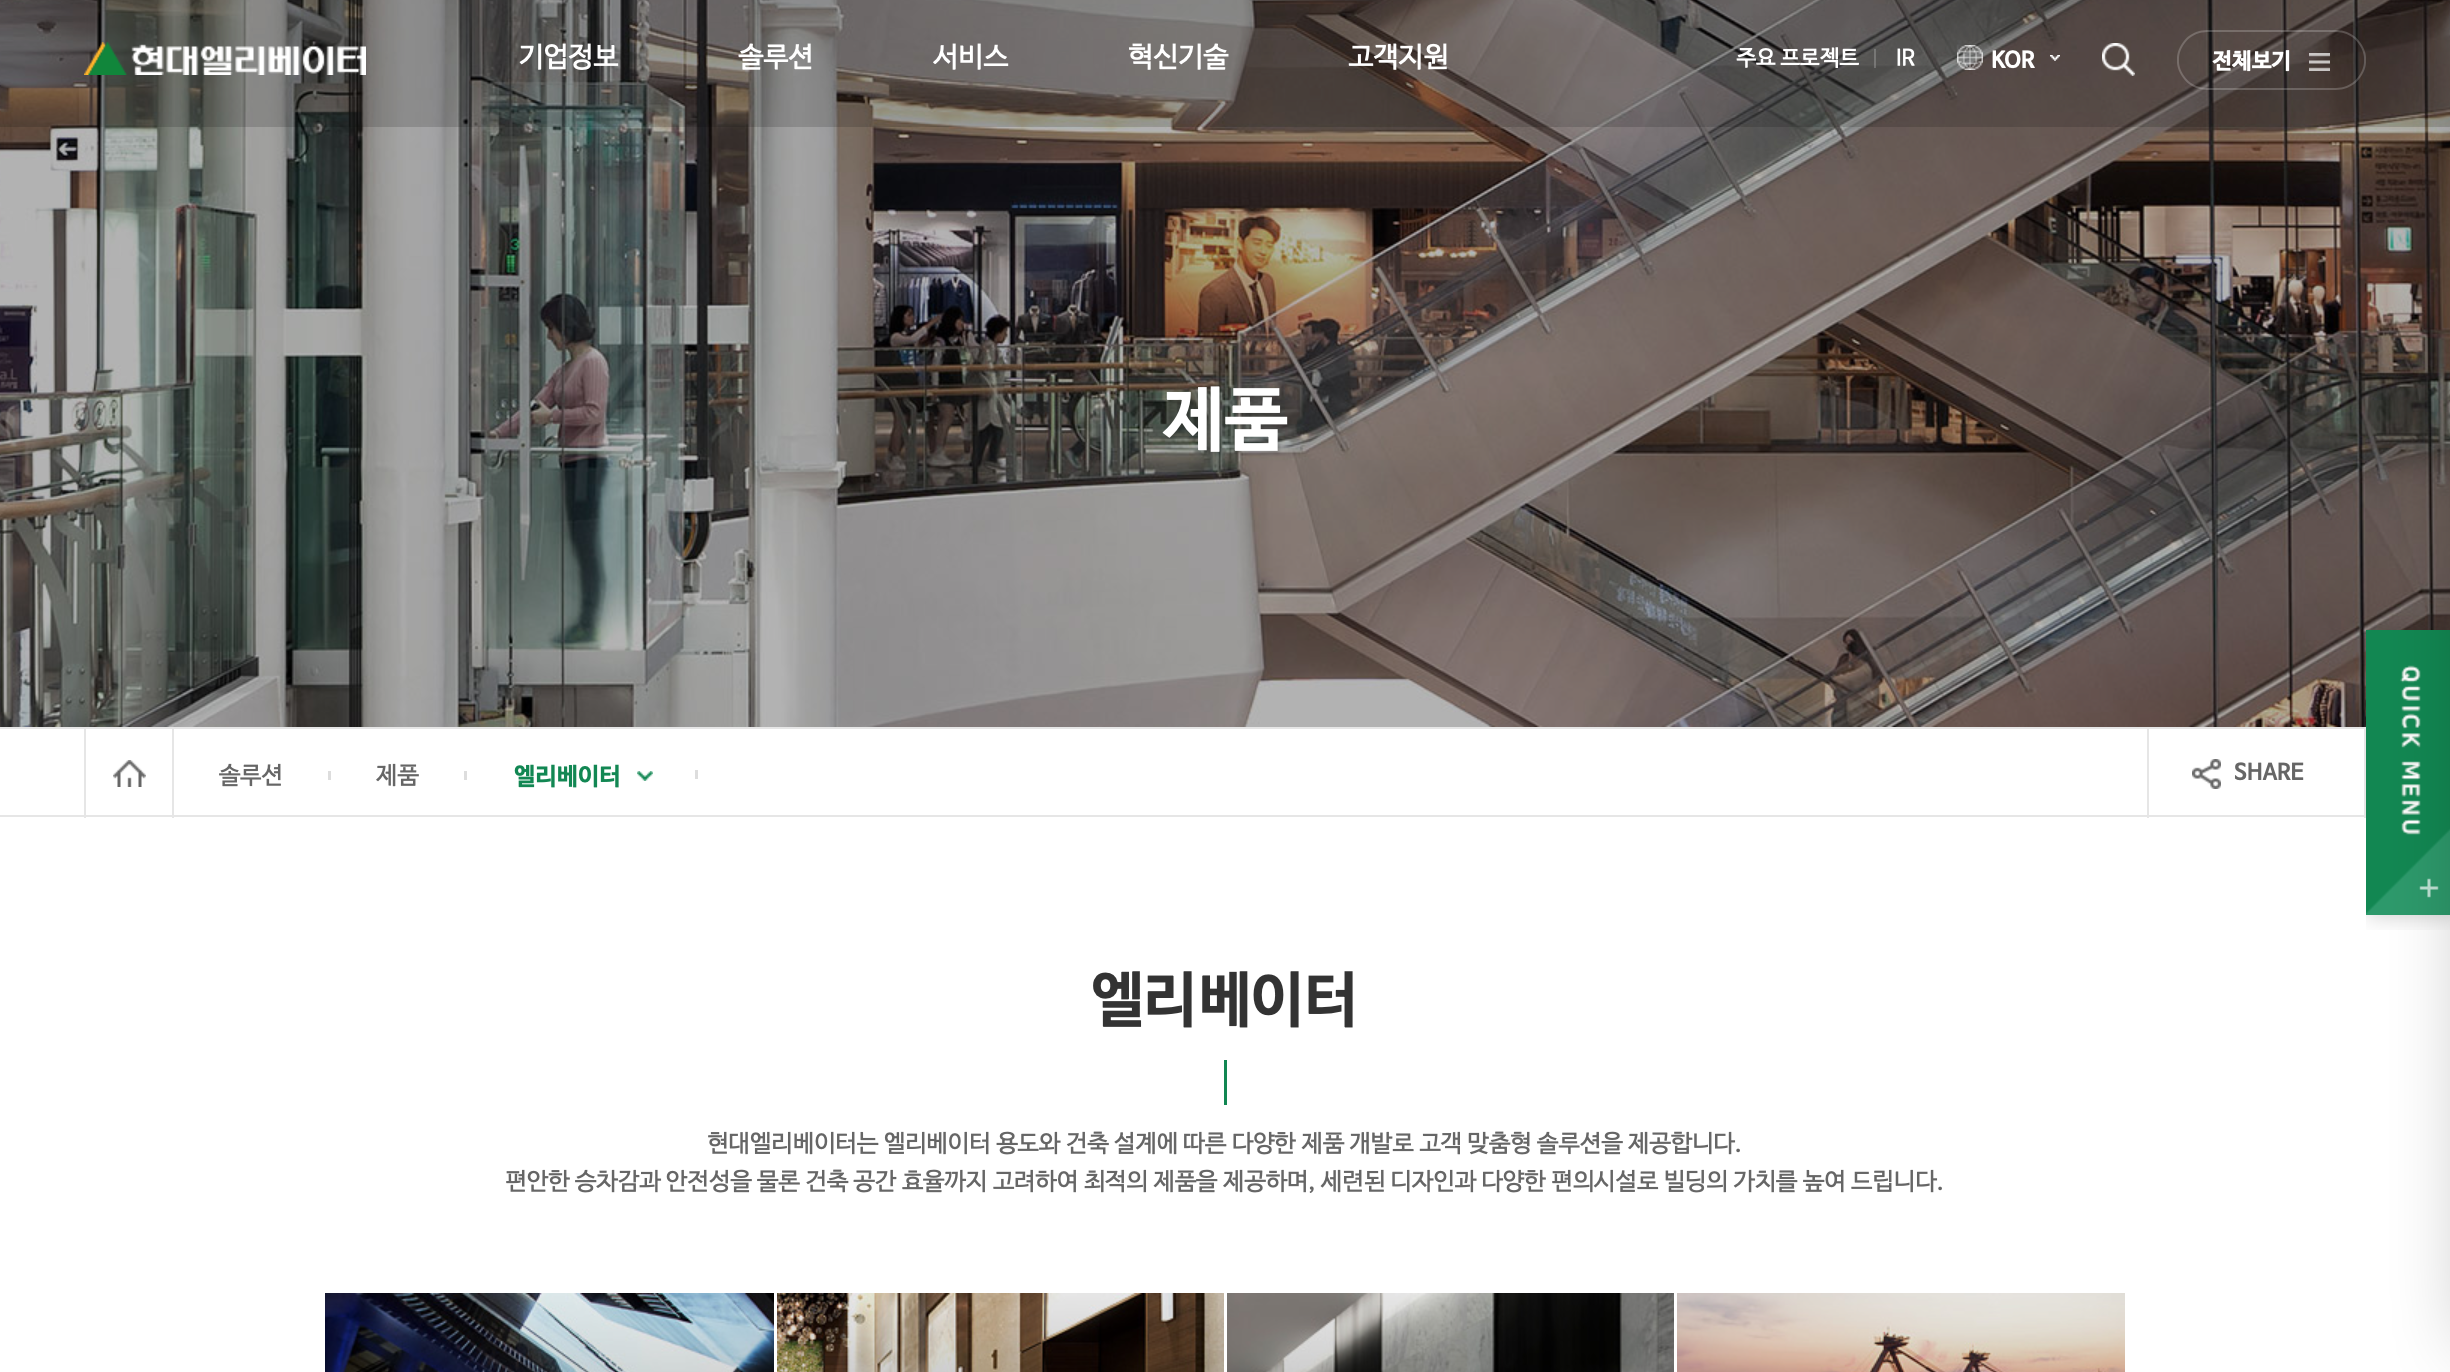 현대엘리베이터
기업정보 솔루션 서비스 혁신기술 고객지원
주요 프로젝트 IR KOR 전체보기
3
제품
QUICK MENU
솔루션 제품 엘리베이터 SHARE
엘리베이터
현대엘리베이터는 엘리베이터 용도와 건축 설계에 따른 다양한 제품 개발로 고객 맞춤형 솔루션을 제공합니다.
편안한 승차감과 안전성을 물론 건축 공간 효율까지 고려하여 최적의 제품을 제공하며, 세련된 디자인과 다양한 편의시설로 빌딩의 가치를 높여 드립니다.
1